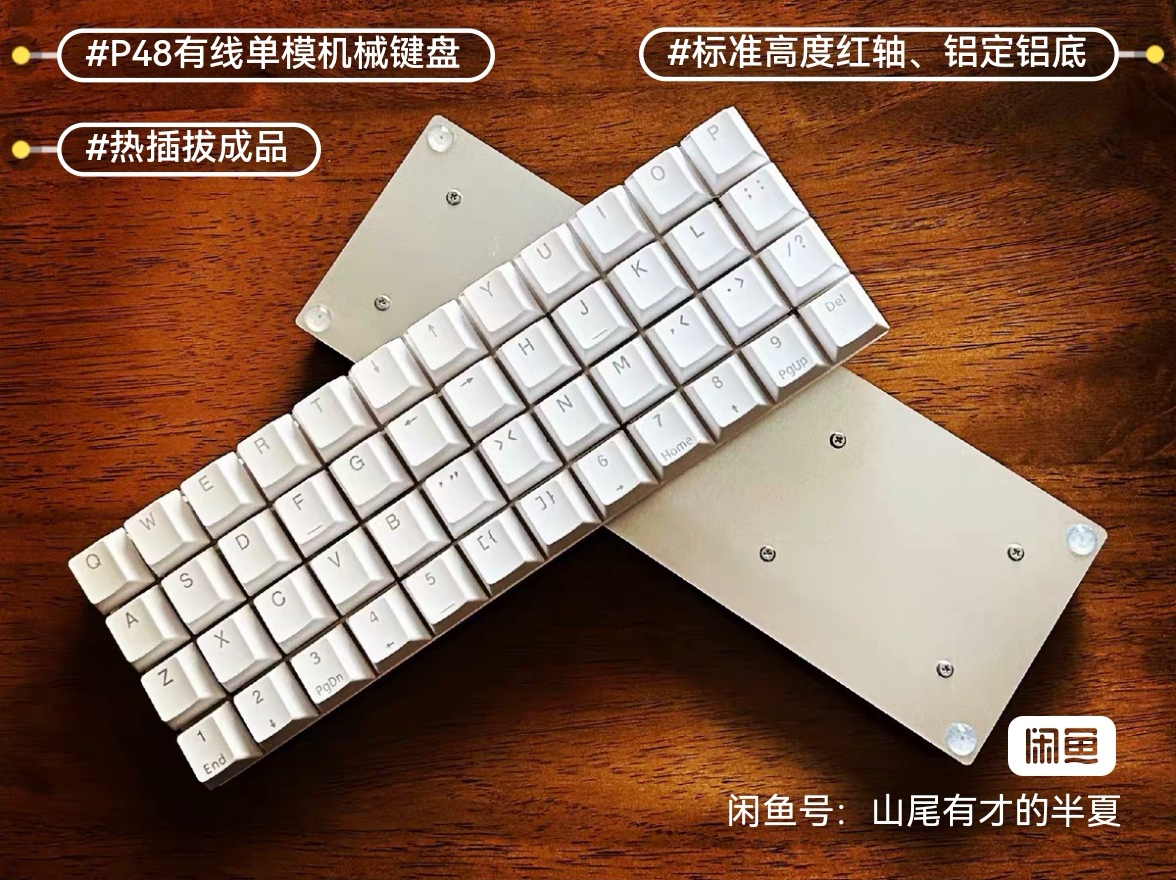 #P48有线单模机械键盘
#标准高度红轴、铝定铝底
#热插拔成品
Q W E R T ↓ ↑ Y U I O P
A S D F G ← → H J K L ; :
Z X C V B , ” > < N M , < . > / ?
1 End 2 ↓ 3 PgDn 4 ← 5 [ { ] } 6 → 7 Home 8 ↑ 9 PgUp Del
闲鱼
闲鱼号：山尾有才的半夏